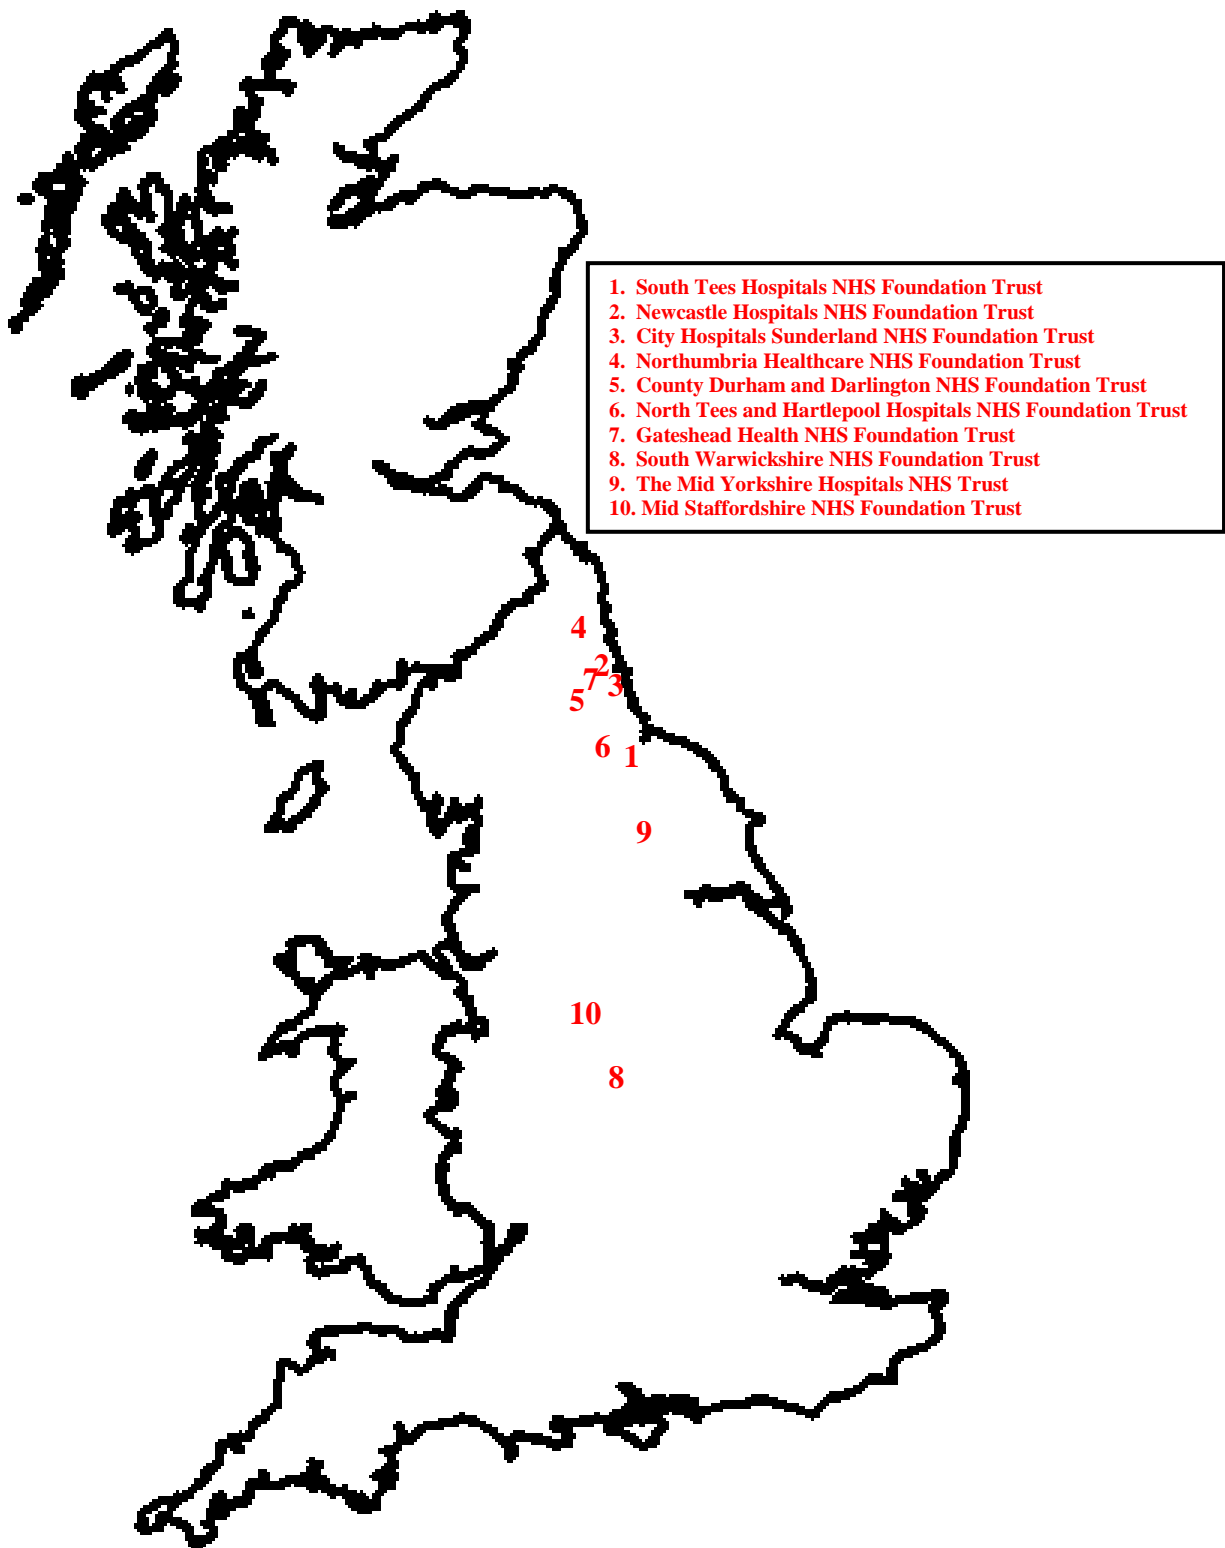 1. South Tees Hospitals NHS Foundation Trust
2. Newcastle Hospitals NHS Foundation Trust
3. City Hospitals Sunderland NHS Foundation Trust
4. Northumbria Healthcare NHS Foundation Trust
5. County Durham and Darlington NHS Foundation Trust
6. North Tees and Hartlepool Hospitals NHS Foundation Trust
7. Gateshead Health NHS Foundation Trust
8. South Warwickshire NHS Foundation Trust
9. The Mid Yorkshire Hospitals NHS Trust
10. Mid Staffordshire NHS Foundation Trust
4
2
7
3
5
6
1
9
10
8